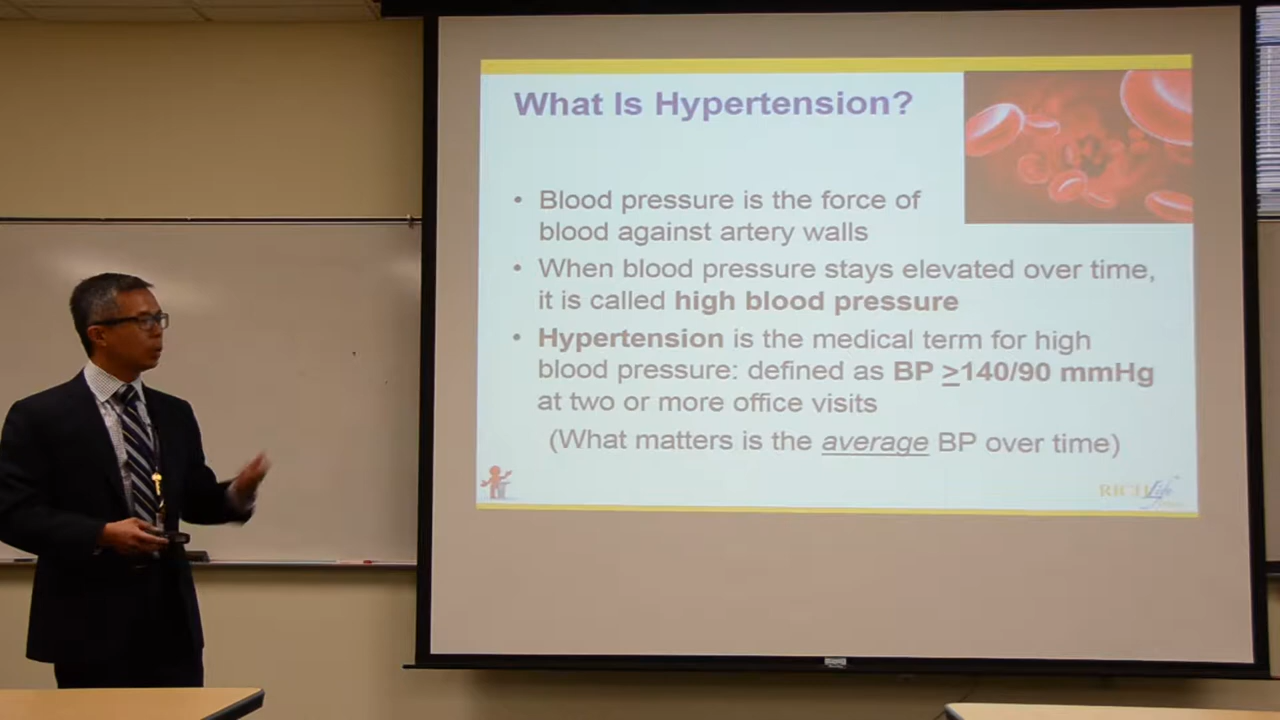 What Is Hypertension?
• Blood pressure is the force of
blood against artery walls
• When blood pressure stays elevated over time,
it is called high blood pressure
• Hypertension is the medical term for high
blood pressure: defined as BP >140/90 mmHg
at two or more office visits
(What matters is the average BP over time)
RICH Life